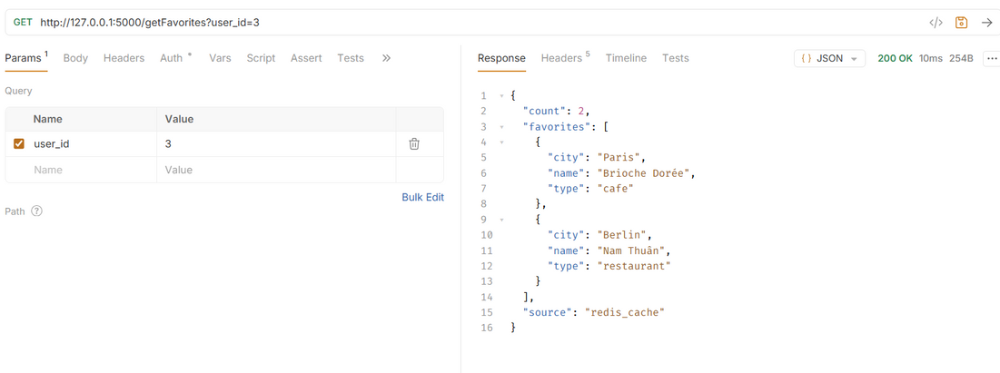 GET http://127.0.0.1:5000/getFavorites?user_id=3
Params 1 Body Headers Auth * Vars Script Assert Tests
Query
Name Value
user_id 3
Name Value
Bulk Edit
Path ?
Response Headers 5 Timeline Tests { } JSON 200 OK 10ms 254B ...
1 {
2 "count": 2,
3 "favorites": [
4 {
5 "city": "Paris",
6 "name": "Brioche Dorée",
7 "type": "cafe"
8 },
9 {
10 "city": "Berlin",
11 "name": "Nam Thuân",
12 "type": "restaurant"
13 }
14 ],
15 "source": "redis_cache"
16 }